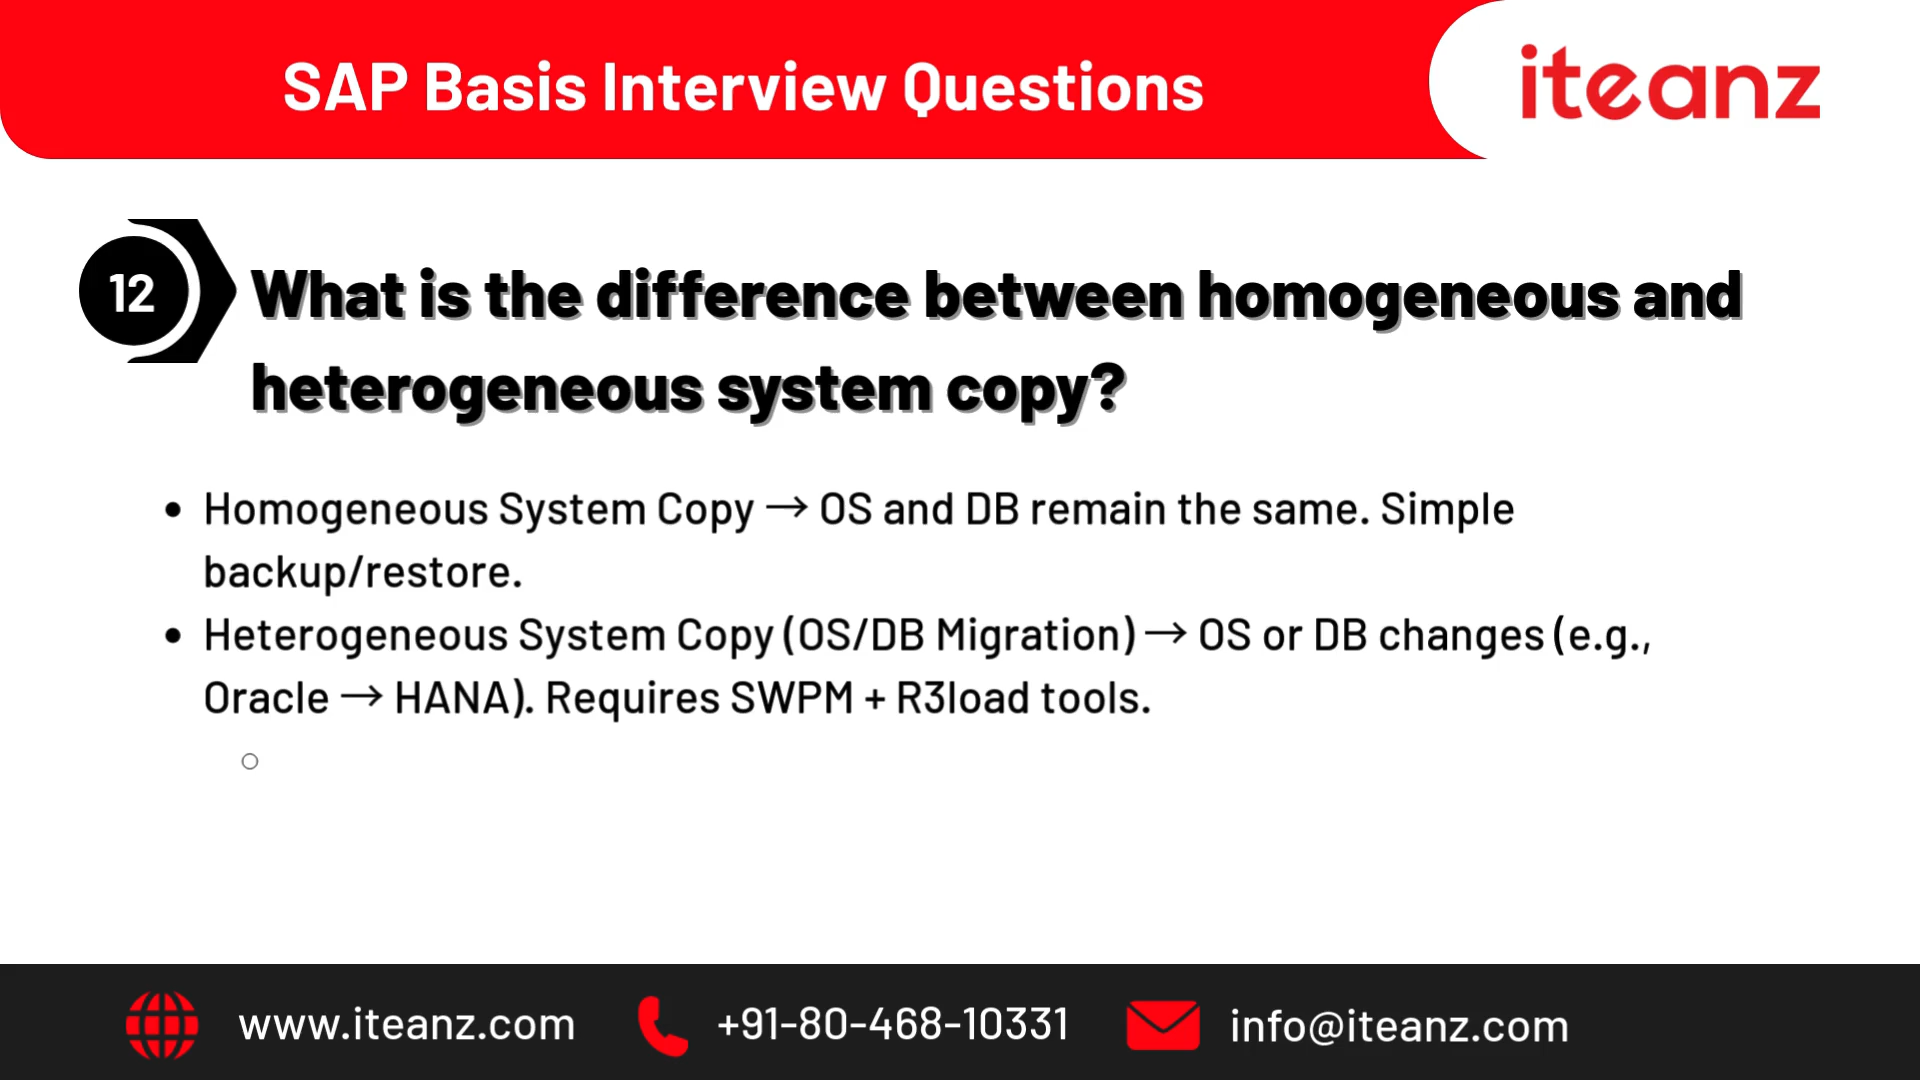 SAP Basis Interview Questions
iteanz
12
What is the difference between homogeneous and
heterogeneous system copy?
• Homogeneous System Copy → OS and DB remain the same. Simple
backup/restore.
• Heterogeneous System Copy (OS/DB Migration) → OS or DB changes (e.g.,
Oracle → HANA). Requires SWPM + R3load tools.
○
www.iteanz.com
+91-80-468-10331
info@iteanz.com